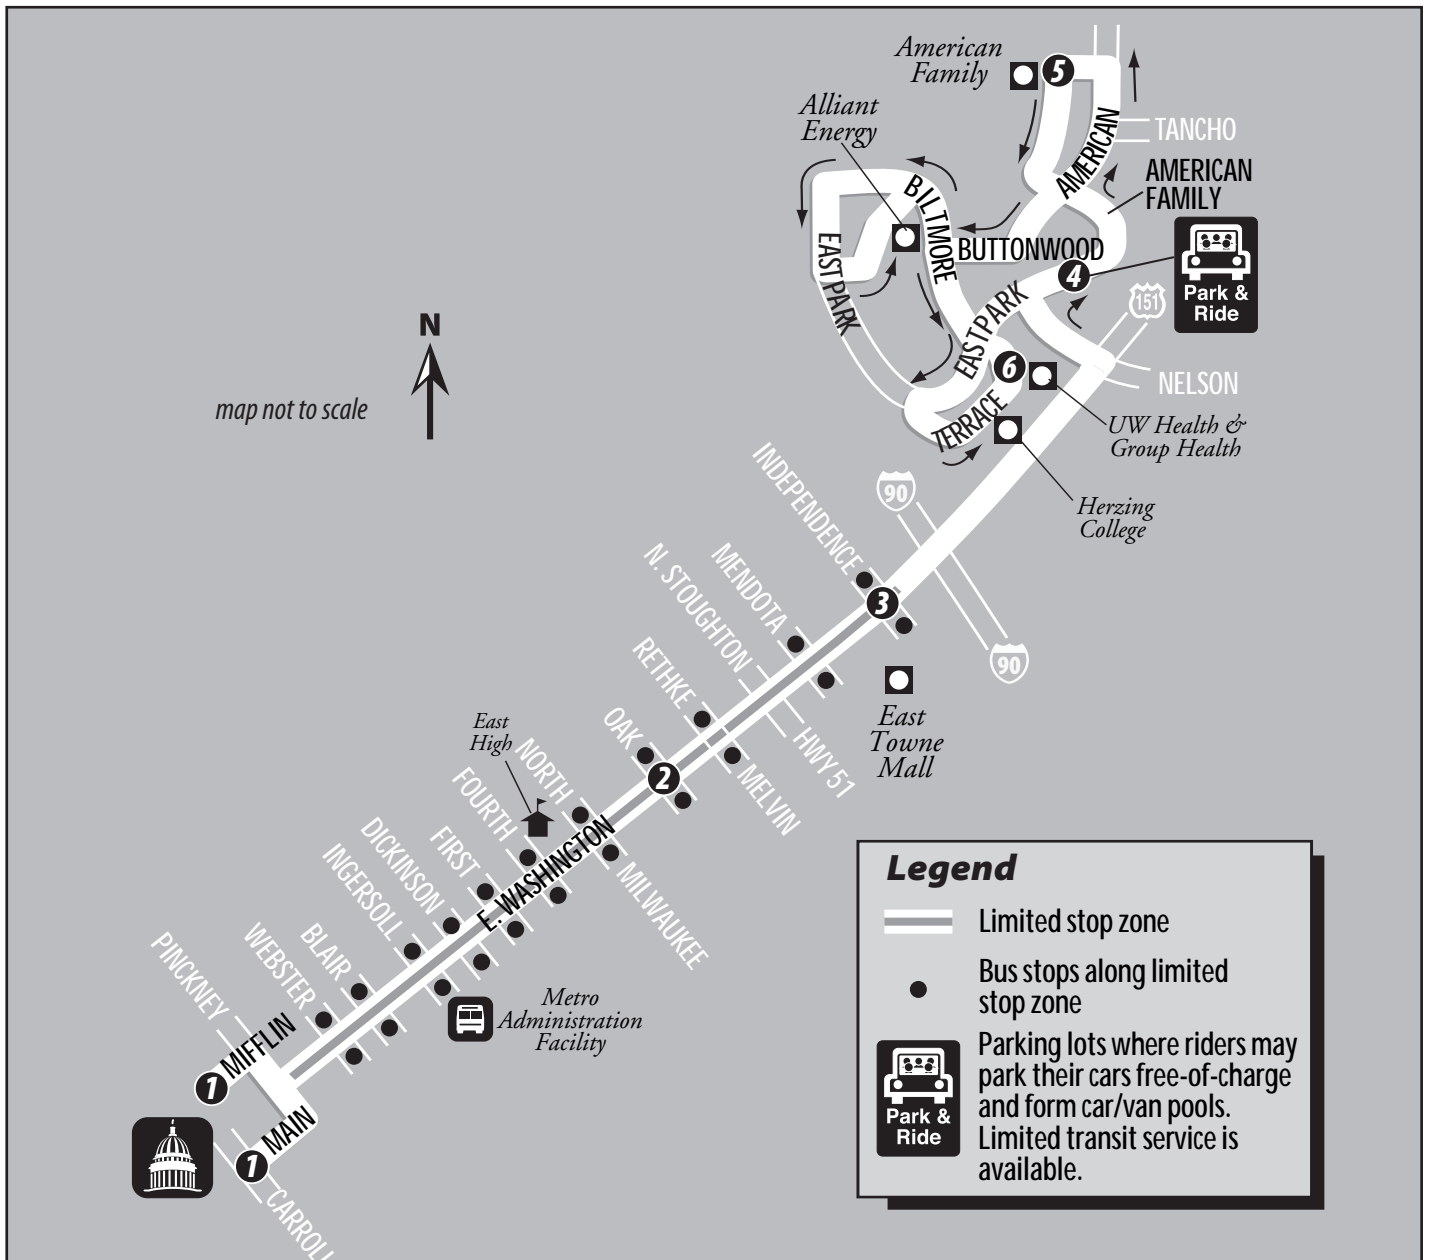 American
Family
5
Alliant
Energy
TANCHO
AMERICAN
AMERICAN
FAMILY
BILTMORE
EASTPARK
BUTTONWOOD
4
Park &
Ride
151
EASTPARK
N
map not to scale
6
NELSON
TERRACE
UW Health &
Group Health
INDEPENDENCE
90
Herzing
College
MENDOTA
N. STOUGHTON
3
RETHKE
90
OAK
East
High
NORTH
East
Towne
Mall
HWY 51
2
MELVIN
FOURTH
FIRST
DICKINSON
INGERSOLL
E. WASHINGTON
MILWAUKEE
BLAIR
WEBSTER
PINCKNEY
Metro
Administration
Facility
MIFFLIN
1
MAIN
1
CARROLL
Legend
Limited stop zone
Bus stops along limited
stop zone
Park &
Ride
Parking lots where riders may
park their cars free-of-charge
and form car/van pools.
Limited transit service is
available.